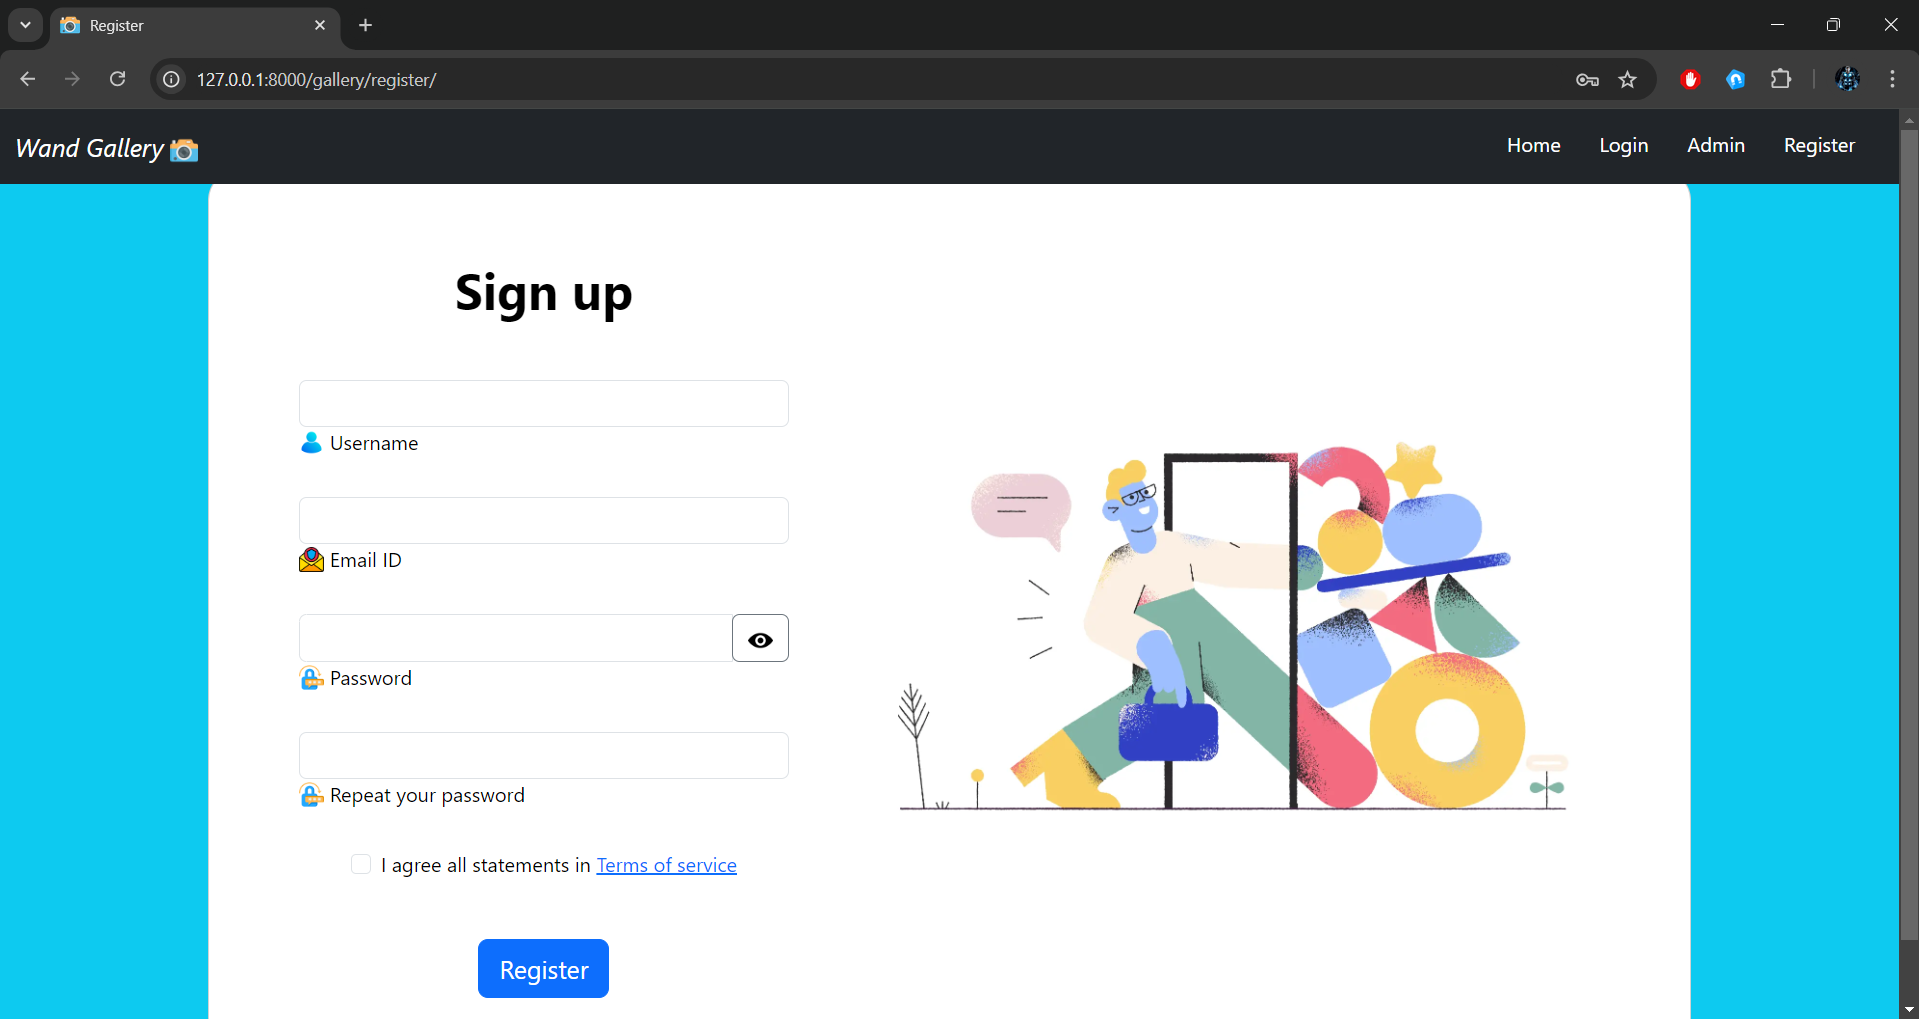 Register
127.0.0.1:8000/gallery/register/
Wand Gallery
Home Login Admin Register
Sign up
Username
Email ID
Password
Repeat your password
I agree all statements in Terms of service
Register